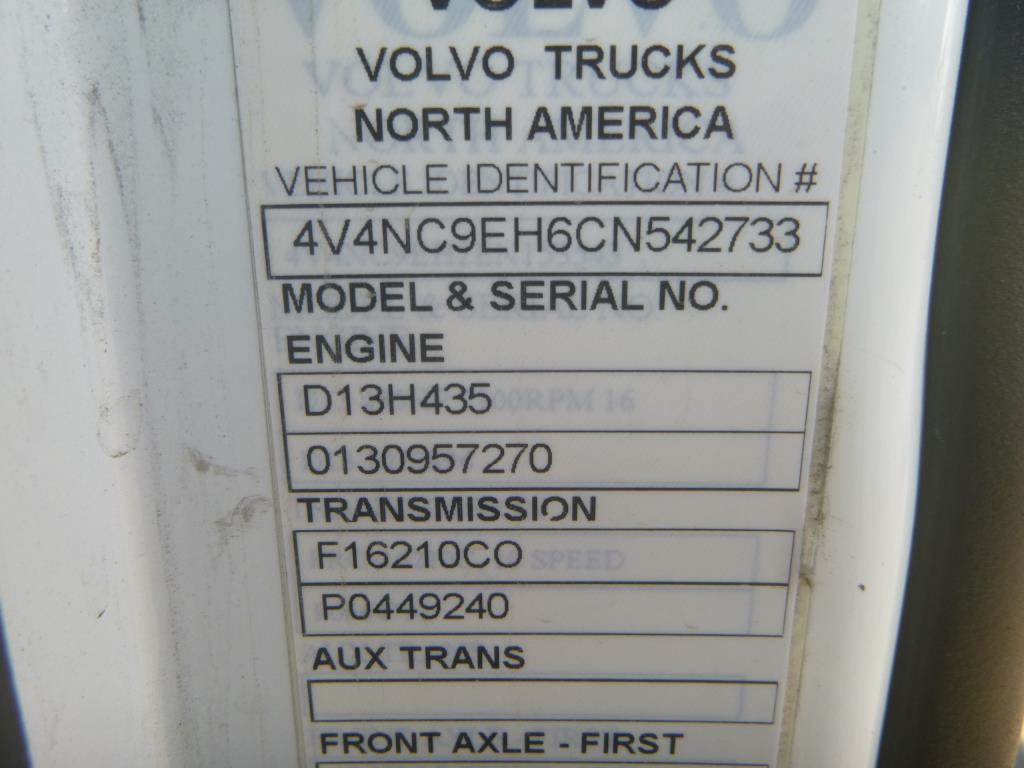 VOLVO
VOLVO TRUCKS
NORTH AMERICA
VEHICLE IDENTIFICATION #
4V4NC9EH6CN542733
MODEL & SERIAL NO.
ENGINE
D13H435
0130957270
TRANSMISSION
F16210CO
P0449240
AUX TRANS
FRONT AXLE - FIRST